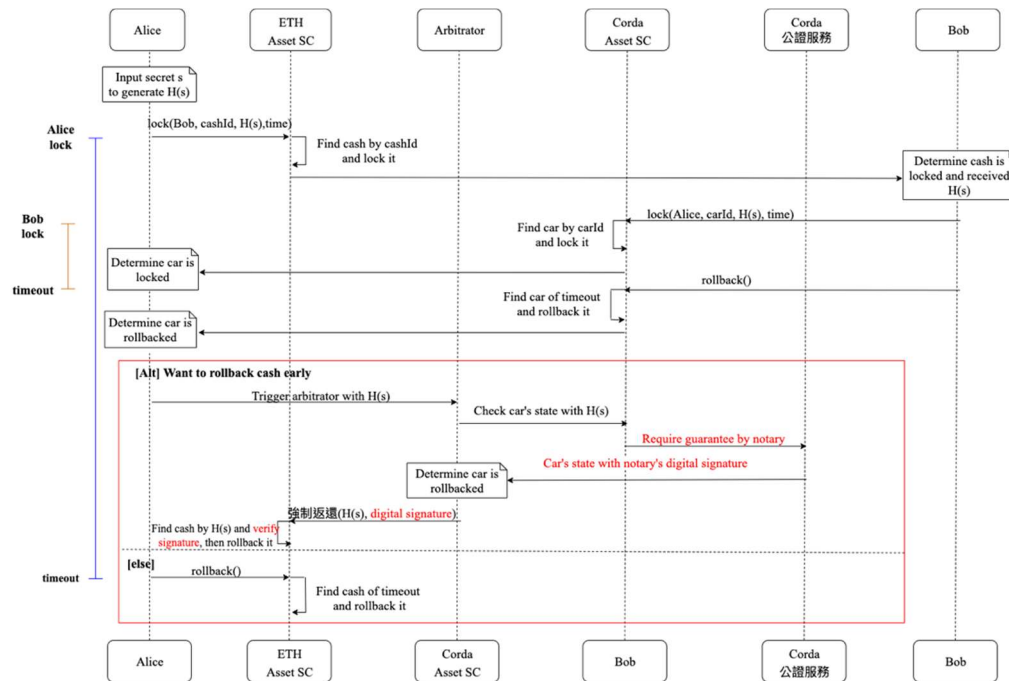 Alice
ETH
Asset SC
Arbitrator
Corda
Asset SC
Corda
公證服務
Bob
Input secret s
to generate H(s)
Alice
lock
lock(Bob, cashId, H(s),time)
Find cash by cashId
and lock it
Determine cash is
locked and received
H(s)
Bob
lock
lock(Alice, carId, H(s), time)
Find car by carId
and lock it
Determine car is
locked
timeout
rollback()
Find car of timeout
and rollback it
Determine car is
rollbacked
[Alt] Want to rollback cash early
Trigger arbitrator with H(s)
Check car's state with H(s)
Require guarantee by notary
Car's state with notary's digital signature
Determine car is
rollbacked
強制返還(H(s), digital signature)
Find cash by H(s) and verify
signature, then rollback it
[else]
timeout
rollback()
Find cash of timeout
and rollback it
Alice
ETH
Asset SC
Corda
Asset SC
Bob
Corda
公證服務
Bob